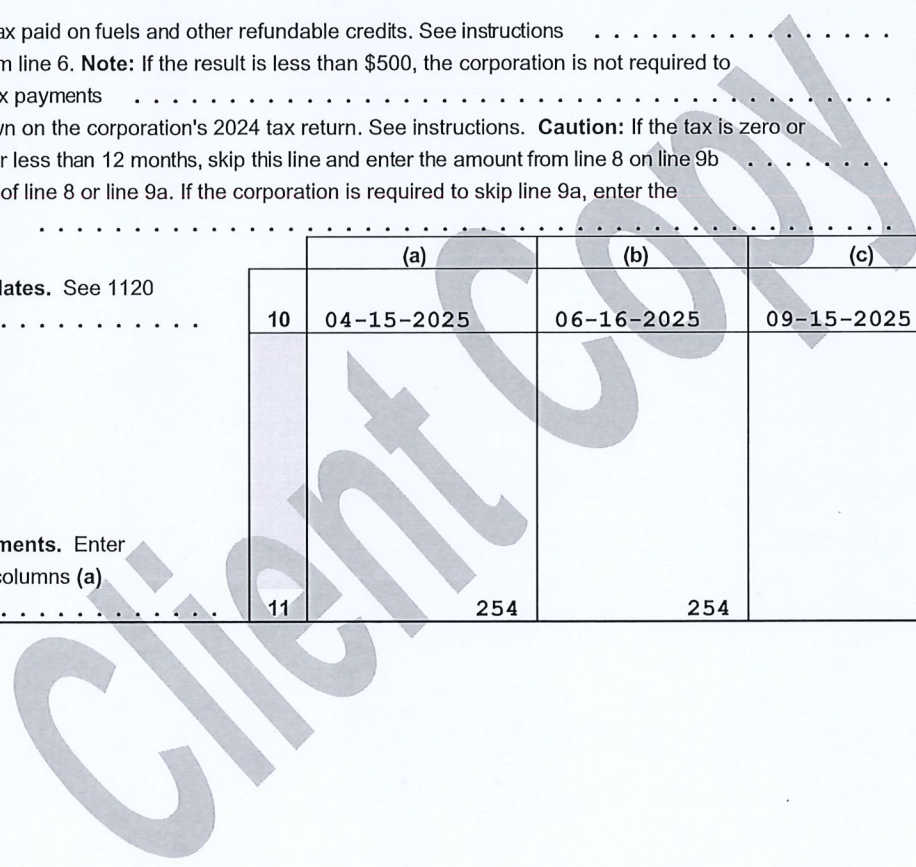 ax paid on fuels and other refundable credits. See instructions . . . . . . . . . . . . . . . .
m line 6. Note: If the result is less than $500, the corporation is not required to
x payments . . . . . . . . . . . . . . . . . . . . . . . . . . . . . . . . . . . . . . . . .
wn on the corporation's 2024 tax return. See instructions. Caution: If the tax is zero or
r less than 12 months, skip this line and enter the amount from line 8 on line 9b . . . . . . . . .
of line 8 or line 9a. If the corporation is required to skip line 9a, enter the
. . . . . . . . . . . . . . . . . . . . . . . . . . . . . . . . . . . . . . . . . . . . . .
(a) (b) (c)
dates. See 1120
. . . . . . . . . . . 10 04-15-2025 06-16-2025 09-15-2025
ments. Enter
columns (a)
. . . . . . . . . . . . 11 254 254
Client Copy